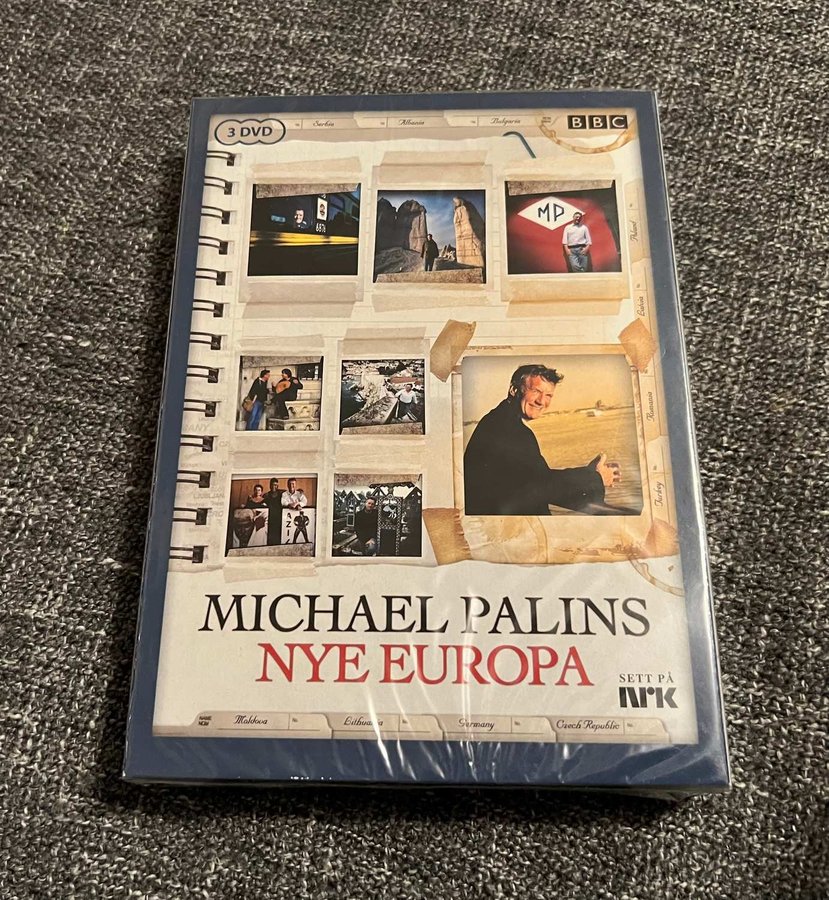 3 DVD
Serbia
Albania
Bulgaria
BBC
6876
MP
Poland
Latvia
Romania
Turkey
MICHAEL PALINS
NYE EUROPA
SETT PÅ
NRK
Moldova
Lithuania
Germany
Czech Republic